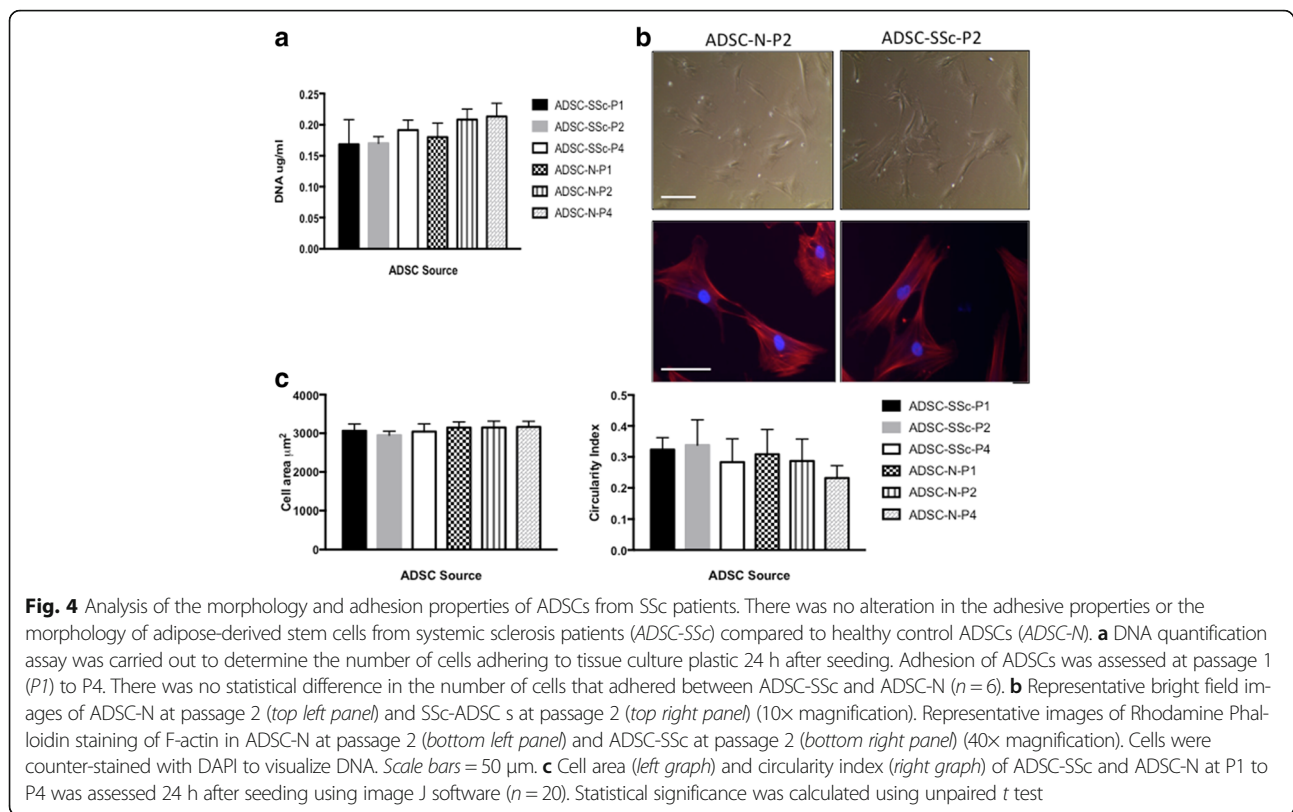 a
0.25
0.20
0.15
0.10
0.05
0.00
DNA ug/ml
ADSC Source
ADSC-SSc-P1
ADSC-SSc-P2
ADSC-SSc-P4
ADSC-N-P1
ADSC-N-P2
ADSC-N-P4
b
ADSC-N-P2
ADSC-SSc-P2
c
4000
3000
2000
1000
0
Cell area µm2
ADSC Source
0.5
0.4
0.3
0.2
0.1
0.0
Circularity Index
ADSC Source
ADSC-SSc-P1
ADSC-SSc-P2
ADSC-SSc-P4
ADSC-N-P1
ADSC-N-P2
ADSC-N-P4
Fig. 4 Analysis of the morphology and adhesion properties of ADSCs from SSc patients. There was no alteration in the adhesive properties or the
morphology of adipose-derived stem cells from systemic sclerosis patients (ADSC-SSc) compared to healthy control ADSCs (ADSC-N). a DNA quantification
assay was carried out to determine the number of cells adhering to tissue culture plastic 24 h after seeding. Adhesion of ADSCs was assessed at passage 1
(P1) to P4. There was no statistical difference in the number of cells that adhered between ADSC-SSc and ADSC-N (n = 6). b Representative bright field im-
ages of ADSC-N at passage 2 (top left panel) and SSc-ADSC s at passage 2 (top right panel) (10× magnification). Representative images of Rhodamine Phal-
loidin staining of F-actin in ADSC-N at passage 2 (bottom left panel) and ADSC-SSc at passage 2 (bottom right panel) (40× magnification). Cells were
counter-stained with DAPI to visualize DNA. Scale bars = 50 μm. c Cell area (left graph) and circularity index (right graph) of ADSC-SSc and ADSC-N at P1 to
P4 was assessed 24 h after seeding using image J software (n = 20). Statistical significance was calculated using unpaired t test